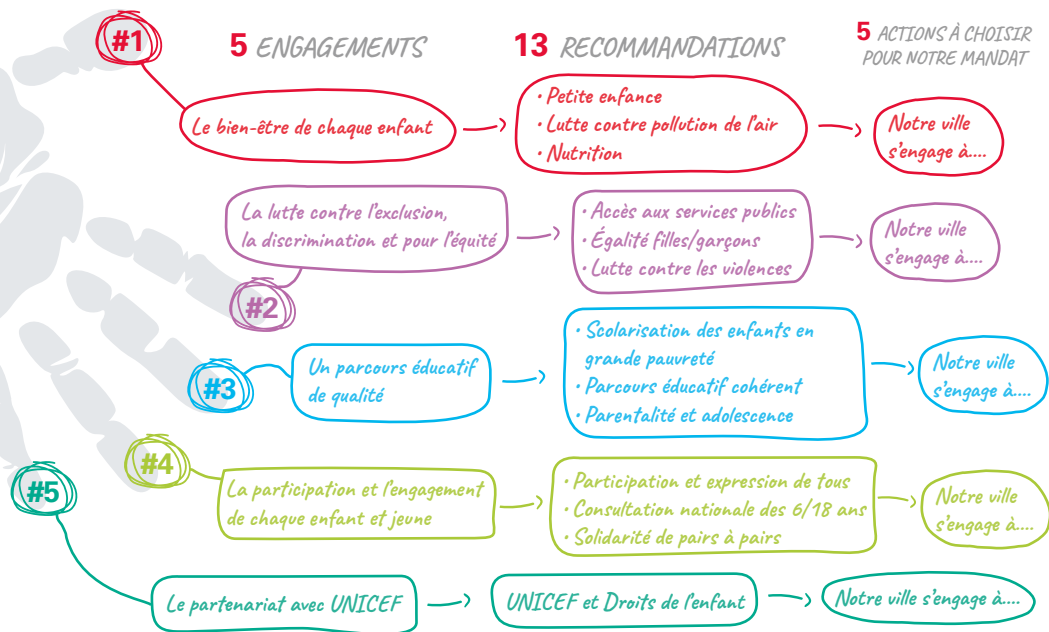 #1
5 ENGAGEMENTS
13 RECOMMANDATIONS
5 ACTIONS À CHOISIR
POUR NOTRE MANDAT
Le bien-être de chaque enfant
• Petite enfance
• Lutte contre pollution de l'air
• Nutrition
Notre ville
s'engage à....
#2
La lutte contre l'exclusion,
la discrimination et pour l'équité
• Accès aux services publics
• Égalité filles/garçons
• Lutte contre les violences
Notre ville
s'engage à....
#3
Un parcours éducatif
de qualité
• Scolarisation des enfants en
grande pauvreté
• Parcours éducatif cohérent
• Parentalité et adolescence
Notre ville
s'engage à....
#4
La participation et l'engagement
de chaque enfant et jeune
• Participation et expression de tous
• Consultation nationale des 6/18 ans
• Solidarité de pairs à pairs
Notre ville
s'engage à....
#5
Le partenariat avec UNICEF
UNICEF et Droits de l'enfant
Notre ville s'engage à....